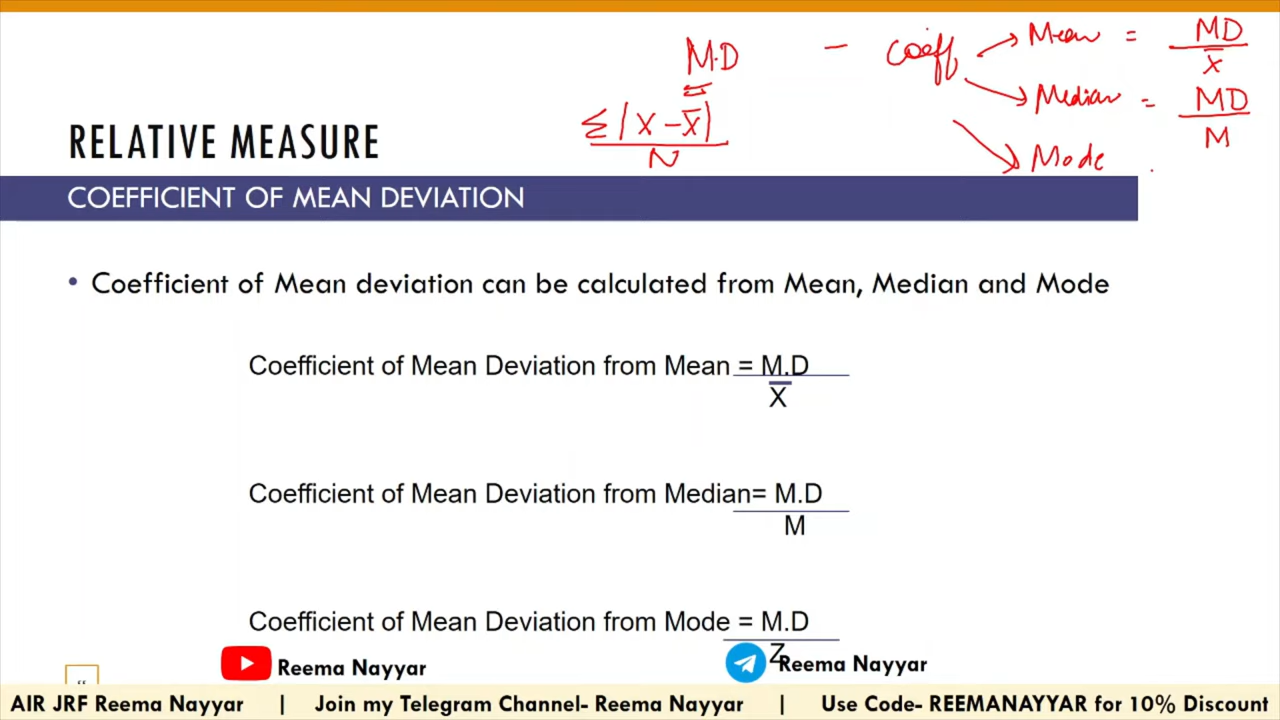 M.D - Coeff → Mean = MD
X̄
→ Median = MD
M
→ Mode
Σ|X-X̄|
N
RELATIVE MEASURE
COEFFICIENT OF MEAN DEVIATION
• Coefficient of Mean deviation can be calculated from Mean, Median and Mode
Coefficient of Mean Deviation from Mean = M.D
X̄
Coefficient of Mean Deviation from Median= M.D
M
Coefficient of Mean Deviation from Mode = M.D
Z
Reema Nayyar
Reema Nayyar
AIR JRF Reema Nayyar | Join my Telegram Channel- Reema Nayyar | Use Code- REEMANAYYAR for 10% Discount